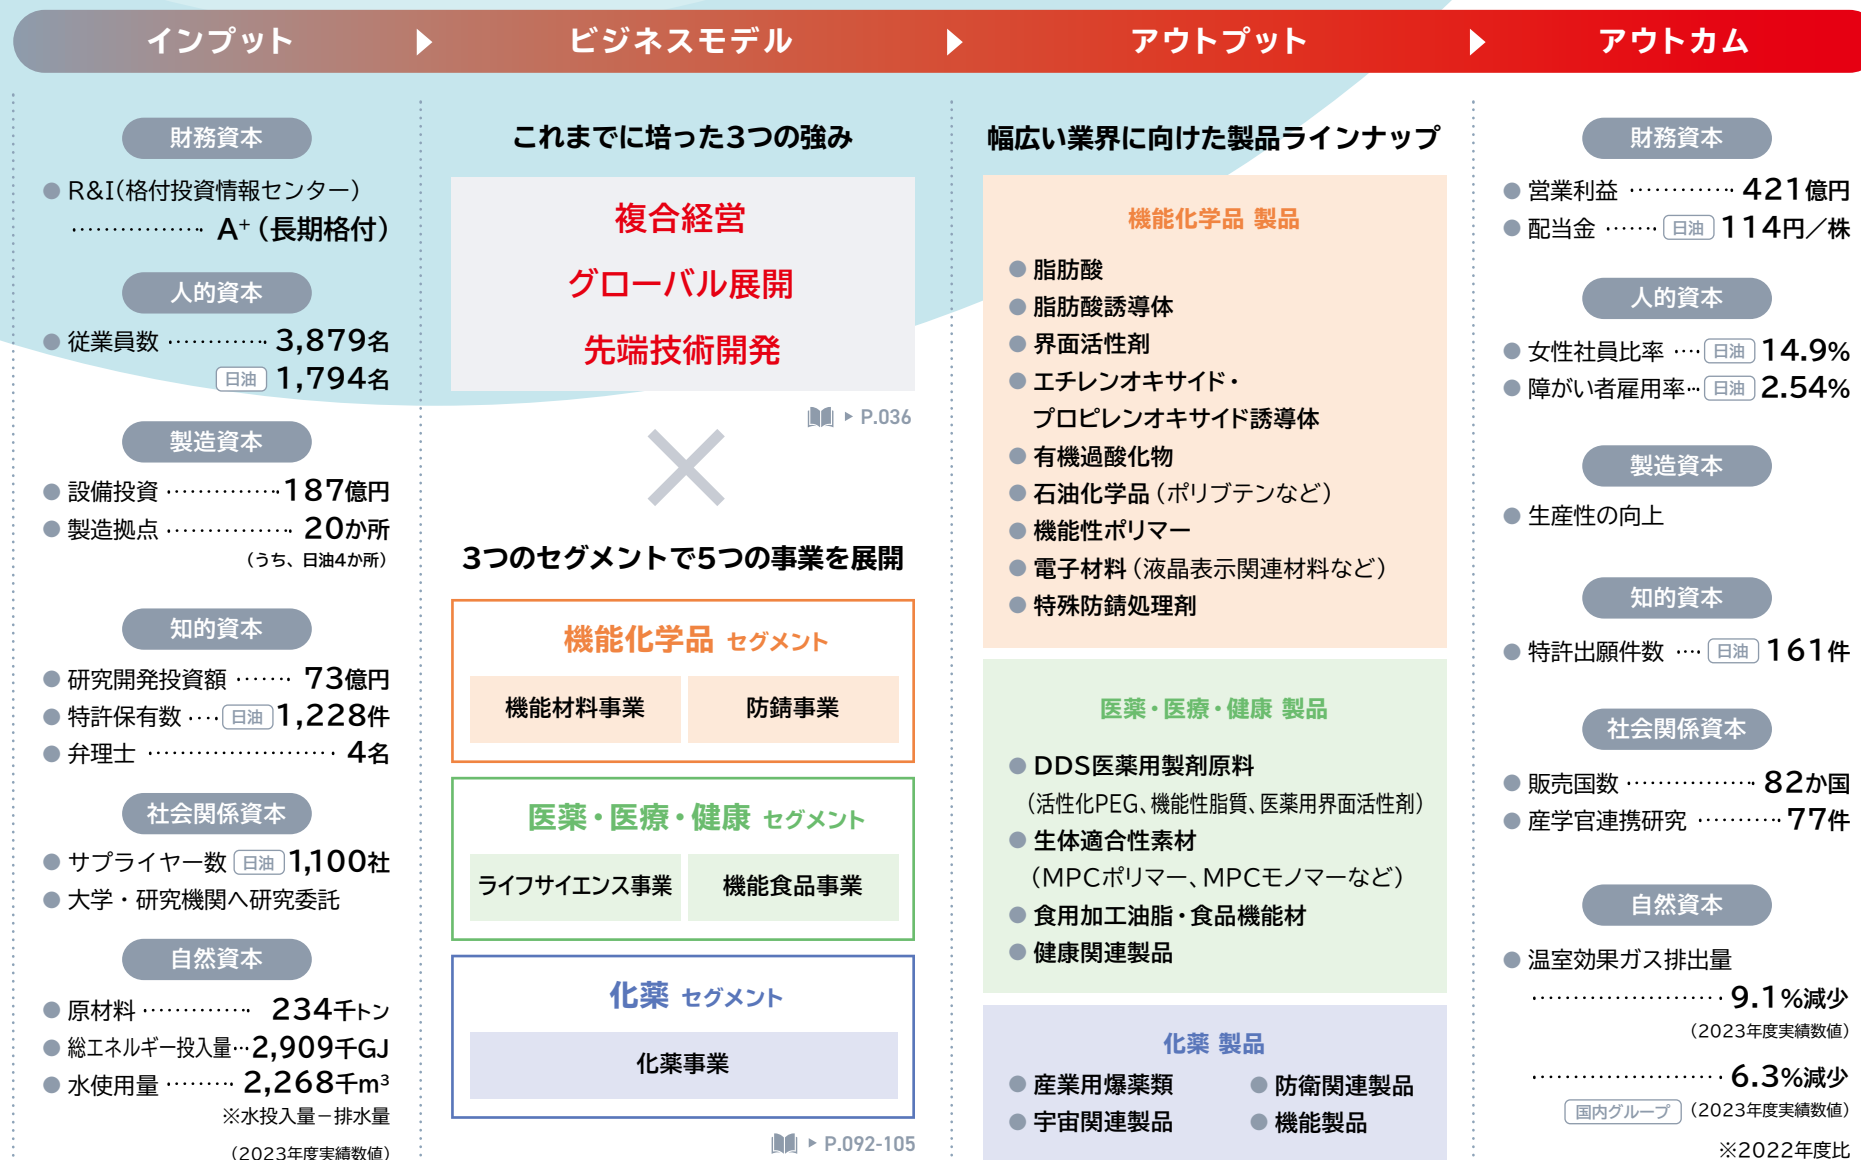 インプット
ビジネスモデル
アウトプット
アウトカム
財務資本
R&I(格付投資情報センター)
A+(長期格付)
人的資本
従業員数 3,879名
日油 1,794名
製造資本
設備投資 187億円
製造拠点 20か所
(うち、日油4か所)
知的資本
研究開発投資額 73億円
特許保有数 日油 1,228件
弁理士 4名
社会関係資本
サプライヤー数 日油 1,100社
大学・研究機関へ研究委託
自然資本
原材料 234千トン
総エネルギー投入量 2,909千GJ
水使用量 2,268千m³
※水投入量－排水量
(2023年度実績数値)
これまでに培った3つの強み
複合経営
グローバル展開
先端技術開発
P.036
×
3つのセグメントで5つの事業を展開
機能化学品 セグメント
機能材料事業 防錆事業
医薬・医療・健康 セグメント
ライフサイエンス事業 機能食品事業
化薬 セグメント
化薬事業
P.092-105
幅広い業界に向けた製品ラインナップ
機能化学品 製品
脂肪酸
脂肪酸誘導体
界面活性剤
エチレンオキサイド・
プロピレンオキサイド誘導体
有機過酸化物
石油化学品(ポリブテンなど)
機能性ポリマー
電子材料(液晶表示関連材料など)
特殊防錆処理剤
医薬・医療・健康 製品
DDS医薬用製剤原料
(活性化PEG、機能性脂質、医薬用界面活性剤)
生体適合性素材
(MPCポリマー、MPCモノマーなど)
食用加工油脂・食品機能材
健康関連製品
化薬 製品
産業用爆薬類 防衛関連製品
宇宙関連製品 機能製品
財務資本
営業利益 421億円
配当金 日油 114円／株
人的資本
女性社員比率 日油 14.9%
障がい者雇用率 日油 2.54%
製造資本
生産性の向上
知的資本
特許出願件数 日油 161件
社会関係資本
販売国数 82か国
産学官連携研究 77件
自然資本
温室効果ガス排出量
9.1%減少
(2023年度実績数値)
6.3%減少
国内グループ (2023年度実績数値)
※2022年度比